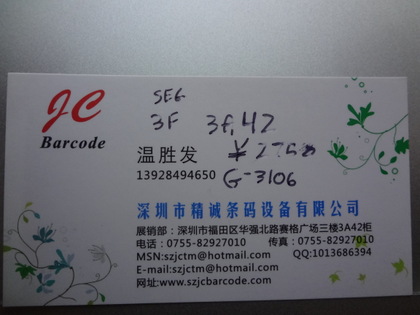 JC
Barcode
SEG
3F 3F,42
温胜发
13928494650
G-3106
深圳市精诚条码设备有限公司
展销部：深圳市福田区华强北路赛格广场三楼3A42柜
电话：0755-82927010 传真：0755-82927010
MSN:szjctm@hotmail.com QQ:1013686394
E-mail:szjctm@hotmail.com
网址:www.szjcbarcode.com